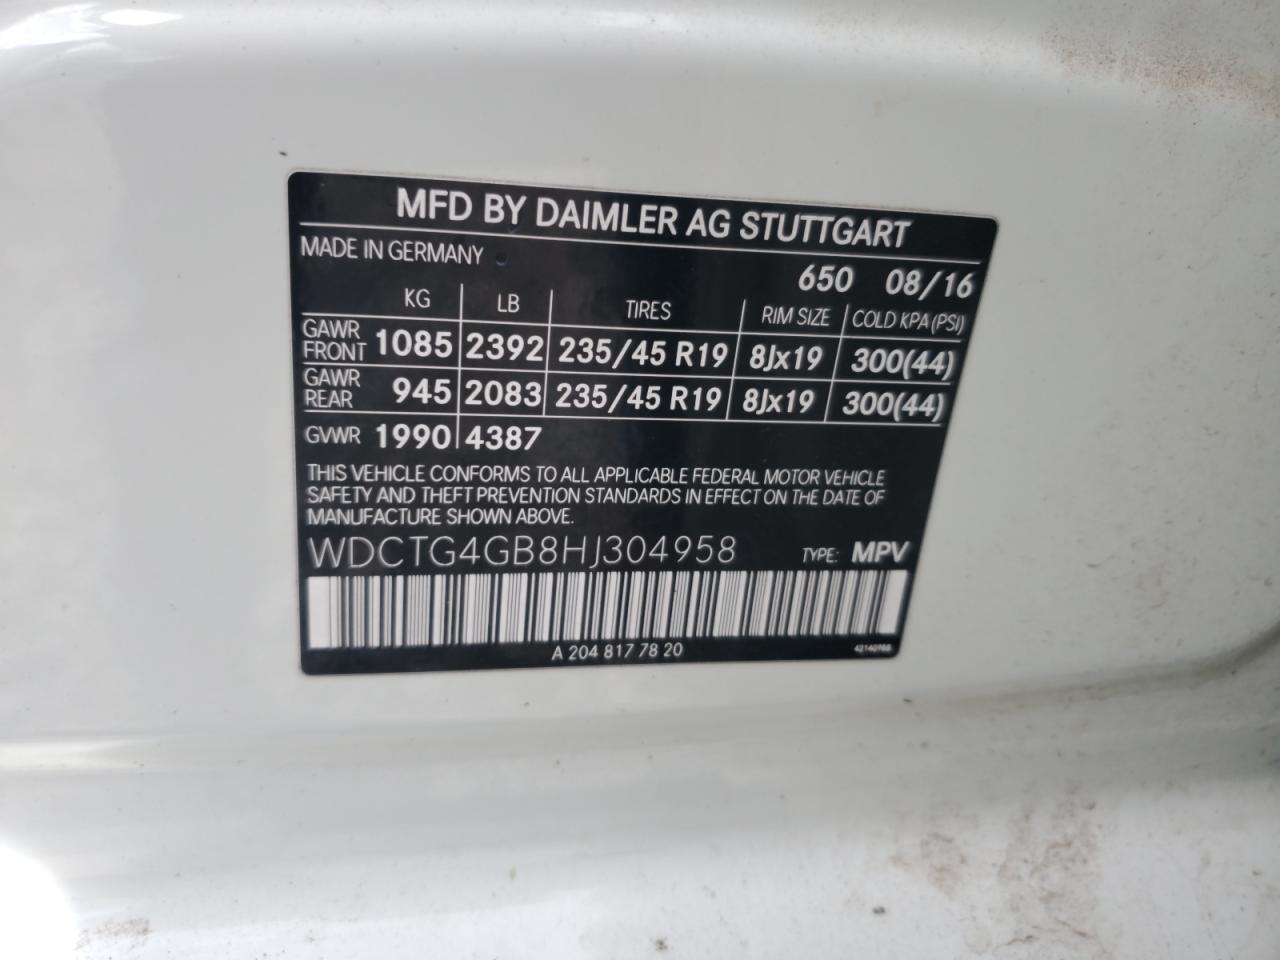 MFD BY DAIMLER AG STUTTGART
MADE IN GERMANY
650 08/16
KG LB TIRES RIM SIZE COLD KPA (PSI)
GAWR FRONT 1085 2392 235/45 R19 8Jx19 300(44)
GAWR REAR 945 2083 235/45 R19 8Jx19 300(44)
GVWR 1990 4387
THIS VEHICLE CONFORMS TO ALL APPLICABLE FEDERAL MOTOR VEHICLE
SAFETY AND THEFT PREVENTION STANDARDS IN EFFECT ON THE DATE OF
MANUFACTURE SHOWN ABOVE.
WDCTG4GB8HJ304958 TYPE: MPV
A 204 817 78 20